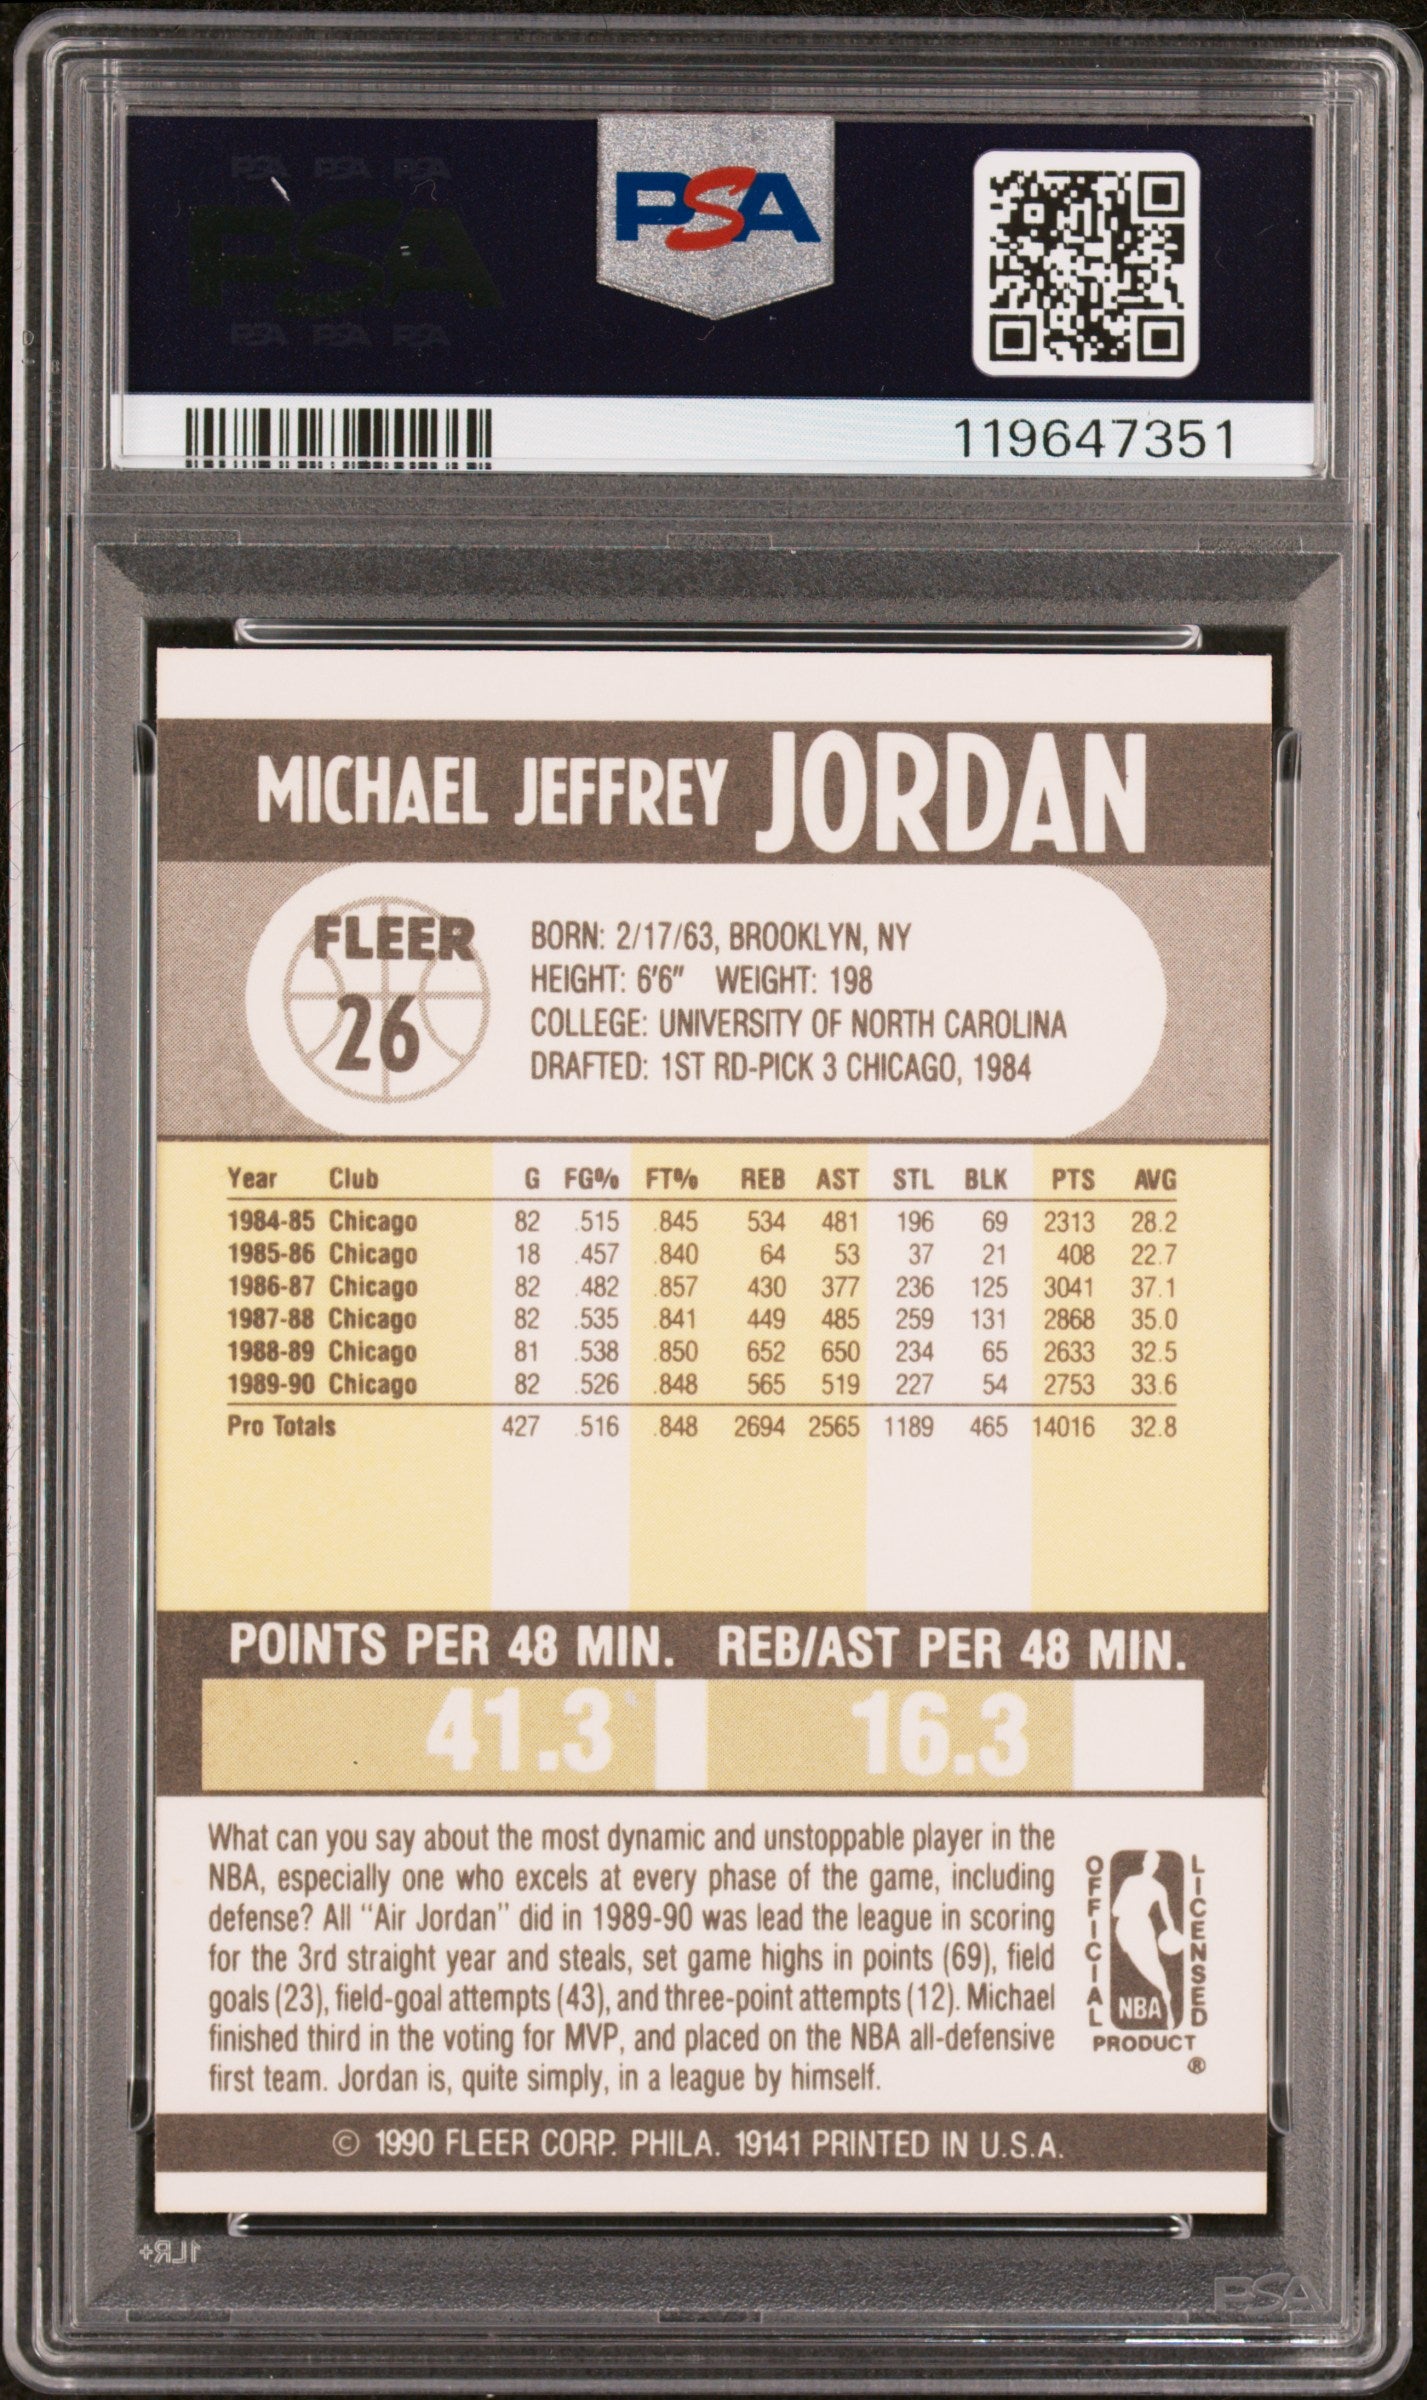 PSA PSA PSA
PSA
PSA PSA PSA
PSA
119647351
MICHAEL JEFFREY JORDAN
FLEER
26
BORN: 2/17/63, BROOKLYN, NY
HEIGHT: 6'6" WEIGHT: 198
COLLEGE: UNIVERSITY OF NORTH CAROLINA
DRAFTED: 1ST RD-PICK 3 CHICAGO, 1984
Year Club G FG% FT% REB AST STL BLK PTS AVG
1984-85 Chicago 82 .515 .845 534 481 196 69 2313 28.2
1985-86 Chicago 18 .457 .840 64 53 37 21 408 22.7
1986-87 Chicago 82 .482 .857 430 377 236 125 3041 37.1
1987-88 Chicago 82 .535 .841 449 485 259 131 2868 35.0
1988-89 Chicago 81 .538 .850 652 650 234 65 2633 32.5
1989-90 Chicago 82 .526 .848 565 519 227 54 2753 33.6
Pro Totals 427 .516 .848 2694 2565 1189 465 14016 32.8
POINTS PER 48 MIN. REB/AST PER 48 MIN.
41.3 16.3
What can you say about the most dynamic and unstoppable player in the
NBA, especially one who excels at every phase of the game, including
defense? All "Air Jordan" did in 1989-90 was lead the league in scoring
for the 3rd straight year and steals, set game highs in points (69), field
goals (23), field-goal attempts (43), and three-point attempts (12). Michael
finished third in the voting for MVP, and placed on the NBA all-defensive
first team. Jordan is, quite simply, in a league by himself.
OFFICIAL LICENSED
NBA
PRODUCT
®
© 1990 FLEER CORP. PHILA. 19141 PRINTED IN U.S.A.
1LR+
PSA